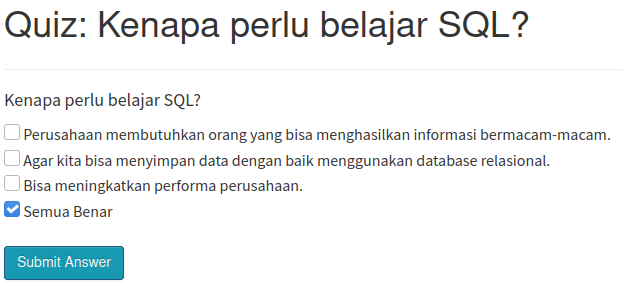 Quiz: Kenapa perlu belajar SQL?
Kenapa perlu belajar SQL?
Perusahaan membutuhkan orang yang bisa menghasilkan informasi bermacam-macam.
Agar kita bisa menyimpan data dengan baik menggunakan database relasional.
Bisa meningkatkan performa perusahaan.
Semua Benar
Submit Answer